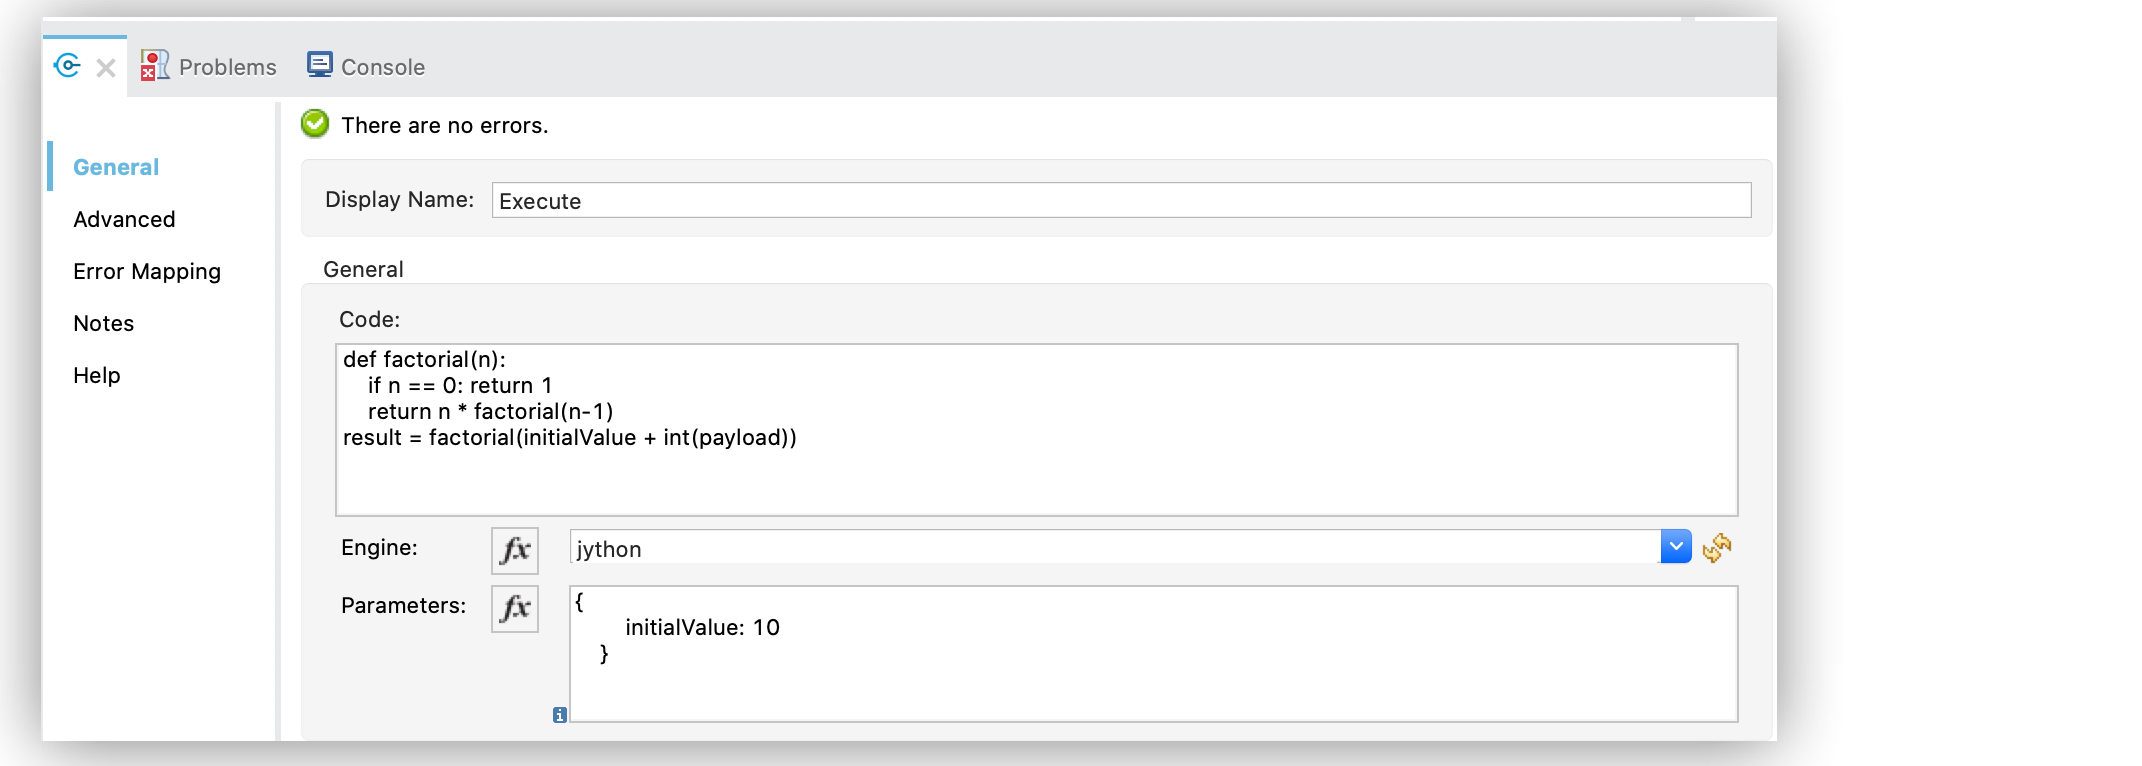 Problems Console
There are no errors.
General
Advanced
Error Mapping
Notes
Help
Display Name: Execute
General
Code:
def factorial(n):
    if n == 0: return 1
    return n * factorial(n-1)
result = factorial(initialValue + int(payload))
Engine: fx jython
Parameters: fx {
        initialValue: 10
    }
i